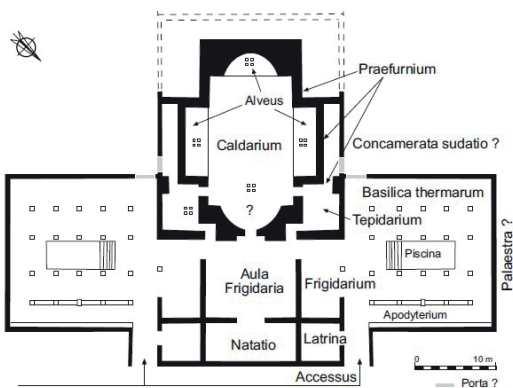 Praefurnium
Alveus
Caldarium
Concamerata sudatio ?
Basilica thermarum
?
Tepidarium
Palaestra ?
Piscina
Aula
Frigidaria
Frigidarium
Apodyterium
Natatio
Latrina
Accessus
0 10 m
Porta ?